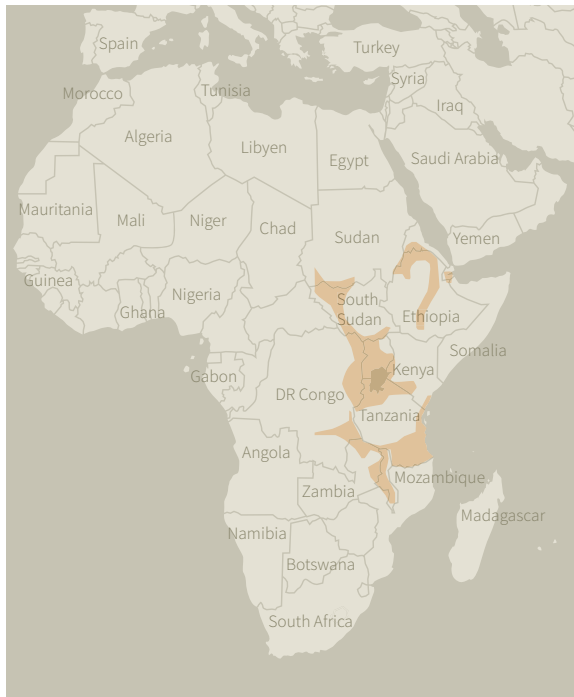 Spain
Turkey
Syria
Morocco
Tunisia
Iraq
Algeria
Libyen
Egypt
Saudi Arabia
Mauritania
Mali
Niger
Chad
Sudan
Yemen
Guinea
Nigeria
Ghana
South
Sudan
Ethiopia
Somalia
Gabon
Kenya
DR Congo
Tanzania
Angola
Zambia
Mozambique
Madagascar
Namibia
Botswana
South Africa